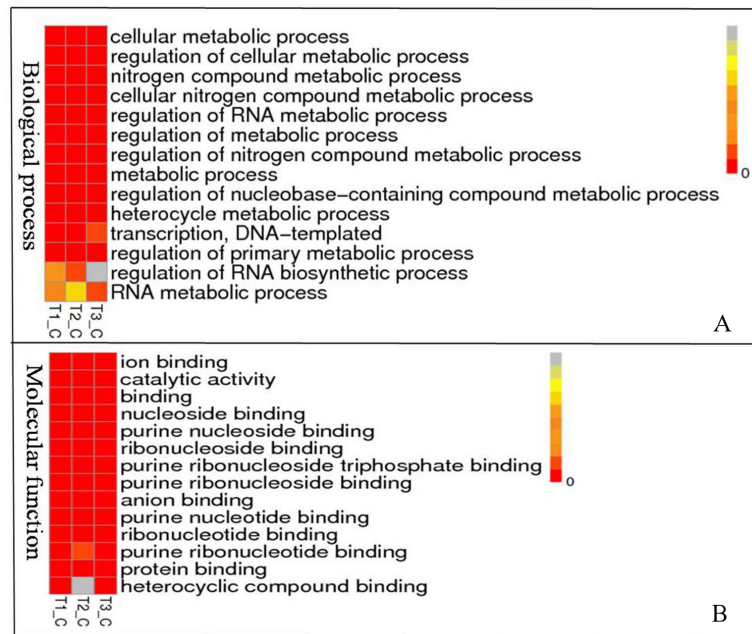 Biological process
cellular metabolic process
regulation of cellular metabolic process
nitrogen compound metabolic process
cellular nitrogen compound metabolic process
regulation of RNA metabolic process
regulation of metabolic process
regulation of nitrogen compound metabolic process
metabolic process
regulation of nucleobase−containing compound metabolic process
heterocycle metabolic process
transcription, DNA−templated
regulation of primary metabolic process
regulation of RNA biosynthetic process
RNA metabolic process
T1_C
T2_C
T3_C
0
A
Molecular function
ion binding
catalytic activity
binding
nucleoside binding
purine nucleoside binding
ribonucleoside binding
purine ribonucleoside triphosphate binding
purine ribonucleoside binding
anion binding
purine nucleotide binding
ribonucleotide binding
purine ribonucleotide binding
protein binding
heterocyclic compound binding
T1_C
T2_C
T3_C
0
B